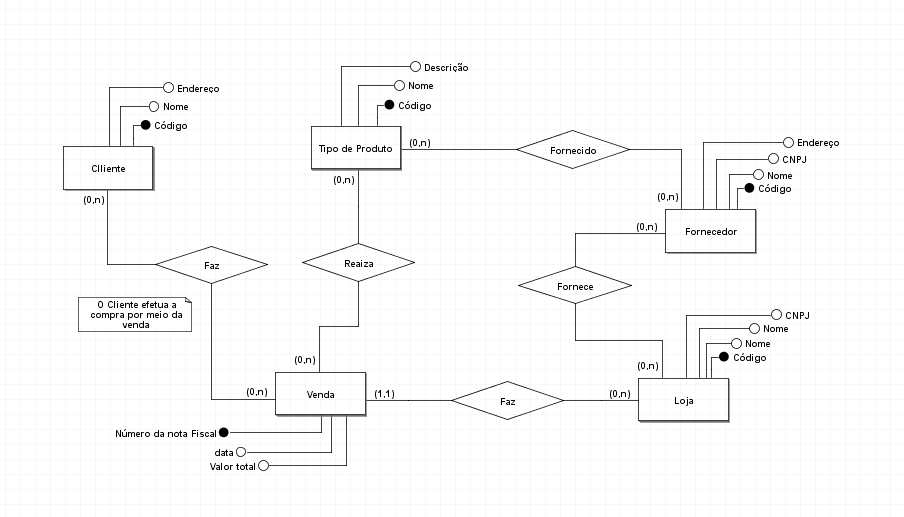 Descrição
Nome
Código
Endereço
Nome
Código
Tipo de Produto
(0,n)
Fornecido
Endereço
CNPJ
Nome
Código
Clliente
(0,n)
(0,n)
(0,n)
Fornecedor
(0,n)
Faz
Reaiza
Fornece
O Cliente efetua a
compra por meio da
venda
CNPJ
Nome
Nome
Código
(0,n)
(0,n)
(0,n)
Venda
(1,1)
Faz
(0,n)
Loja
Número da nota Fiscal
data
Valor total